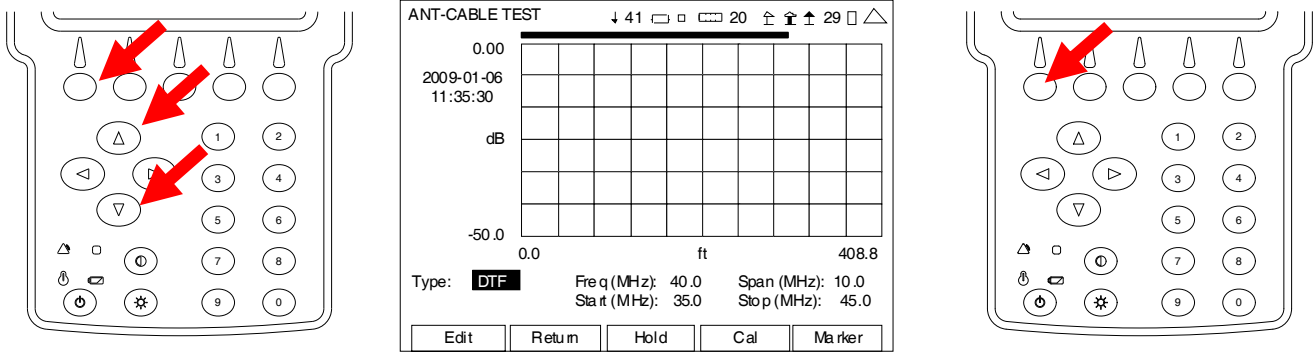 1 2
3 4
5 6
7 8
9 0
ANT-CABLE TEST 41 20 29
0.00
2009-01-06
11:35:30
dB
-50.0
0.0 ft 408.8
Type: DTF Freq (MHz): 40.0 Span (MHz): 10.0
Start (MHz): 35.0 Stop (MHz): 45.0
Edit Return Hold Cal Marker
1 2
3 4
5 6
7 8
9 0